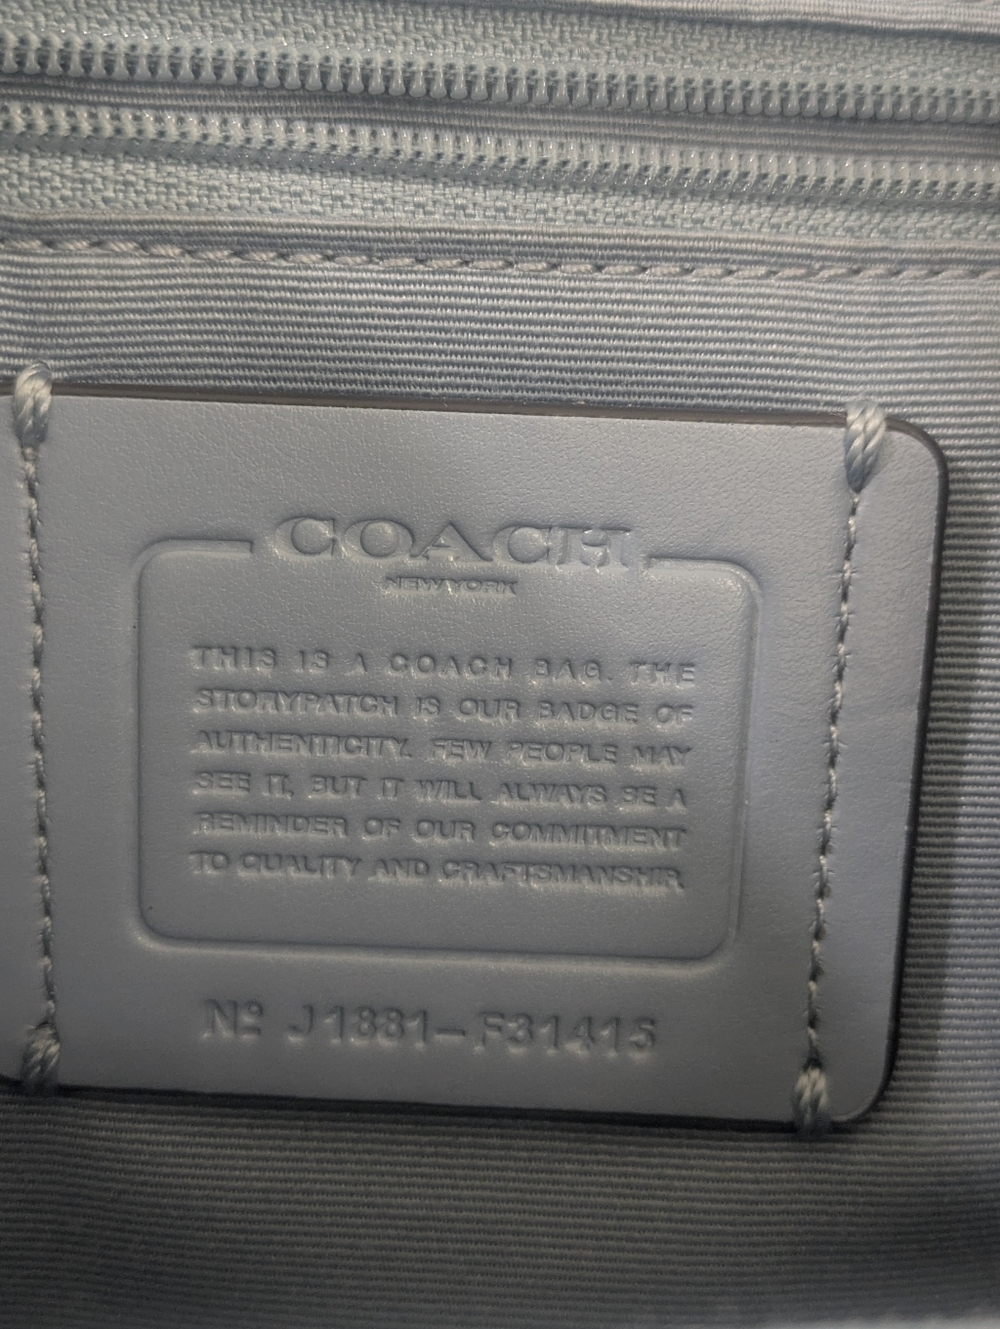 COACH
NEW YORK
THIS IS A COACH BAG. THE
STORYPATCH IS OUR BADGE OF
AUTHENTICITY. FEW PEOPLE MAY
SEE IT, BUT IT WILL ALWAYS BE A
REMINDER OF OUR COMMITMENT
TO QUALITY AND CRAFTSMANSHIP.
Nº J1881-F31415